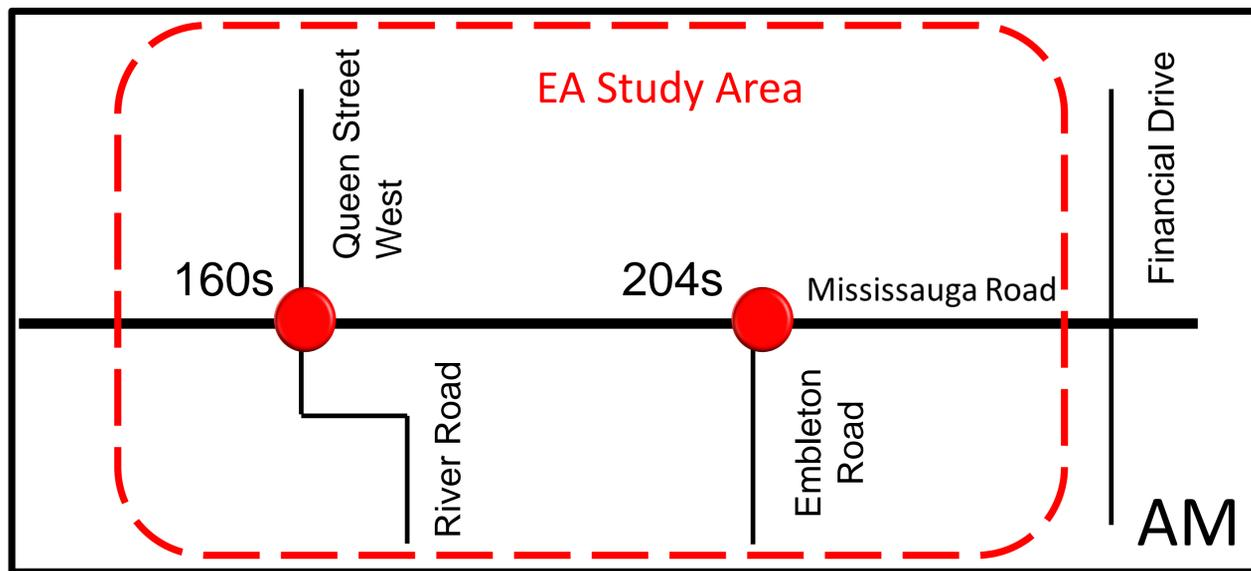 EA Study Area
Queen Street
West
Financial Drive
160s
204s
Mississauga Road
River Road
Embleton
Road
AM